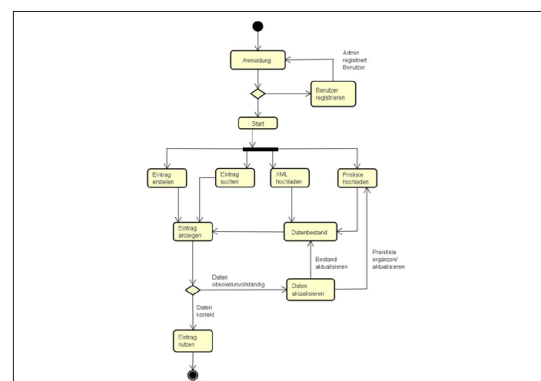 Anmeldung
Admin
registriert
Benutzer
Benutzer
registrieren
Start
Eintrag
erstellen
Eintrag
suchen
XML
hochladen
Preisliste
hochladen
Eintrag
anzeigen
Datenbestand
Bestand
aktualisieren
Preisliste
ergänzen/
aktualisieren
Daten
obsolet/unvollständig
Daten
aktualisieren
Daten
korrekt
Eintrag
nutzen